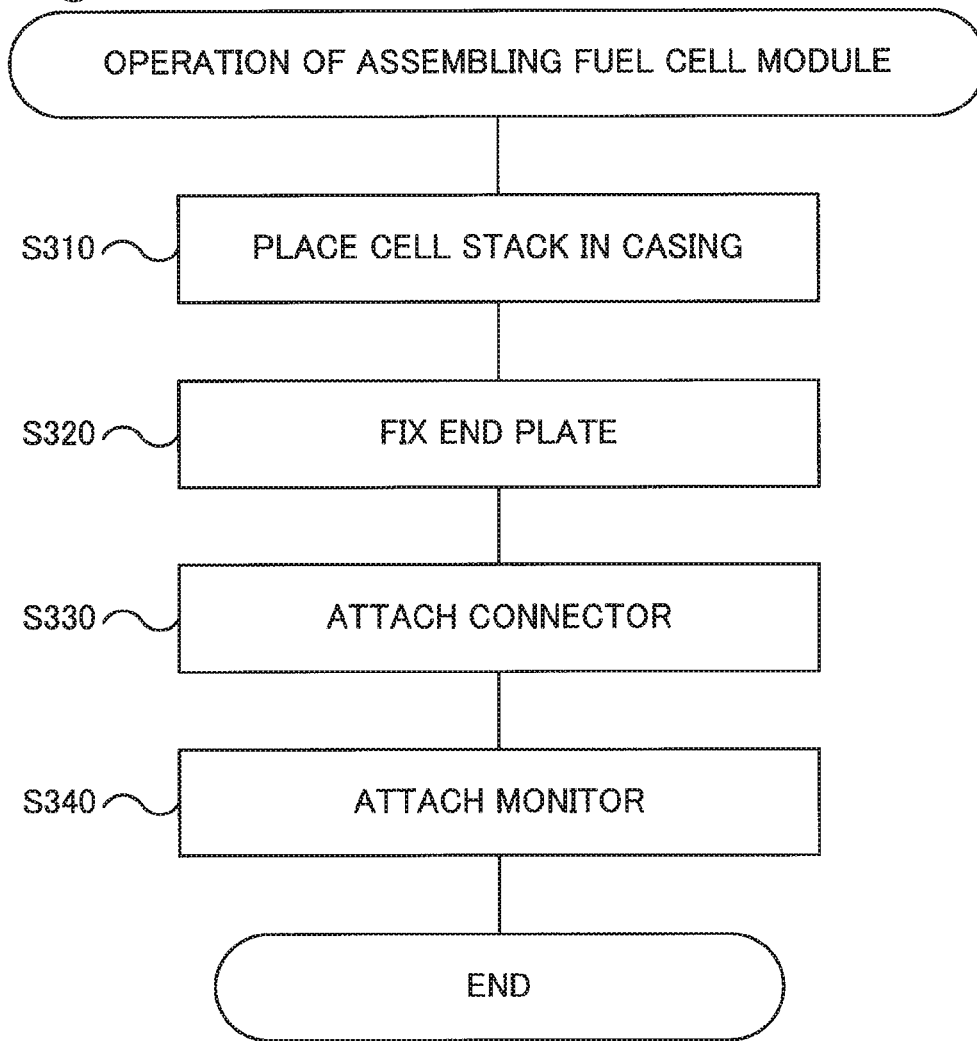 OPERATION OF ASSEMBLING FUEL CELL MODULE
S310 PLACE CELL STACK IN CASING
S320 FIX END PLATE
S330 ATTACH CONNECTOR
S340 ATTACH MONITOR
END